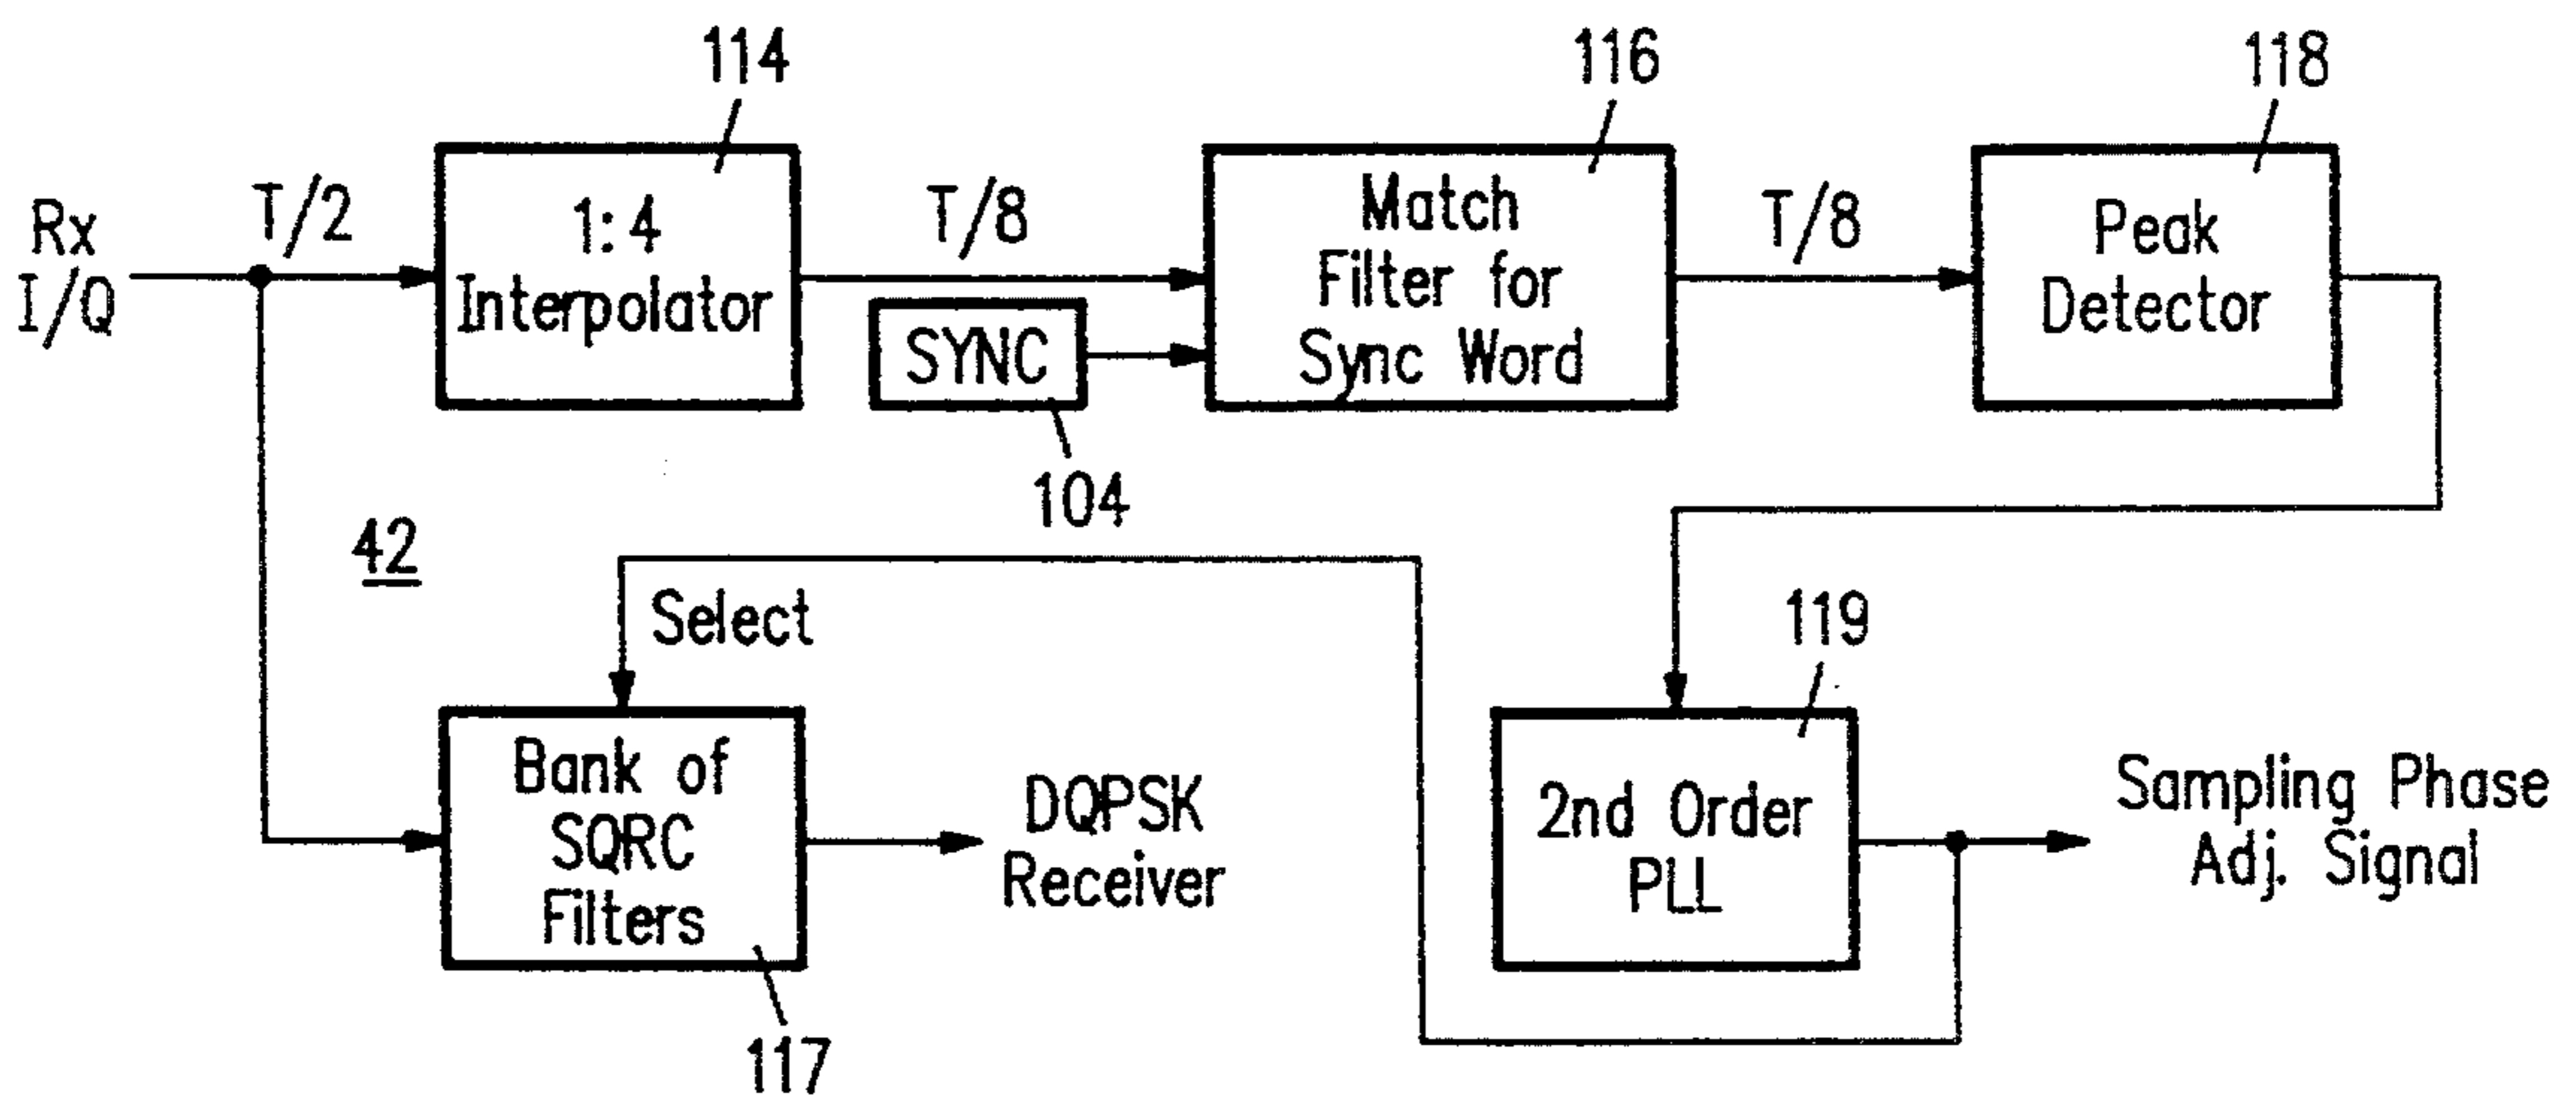 114
116
118
Rx
I/Q
T/2
1:4
Interpolator
T/8
SYNC
104
Match
Filter for
Sync Word
T/8
Peak
Detector
42
Select
119
Bank of
SQRC
Filters
117
DQPSK
Receiver
2nd Order
PLL
Sampling Phase
Adj. Signal